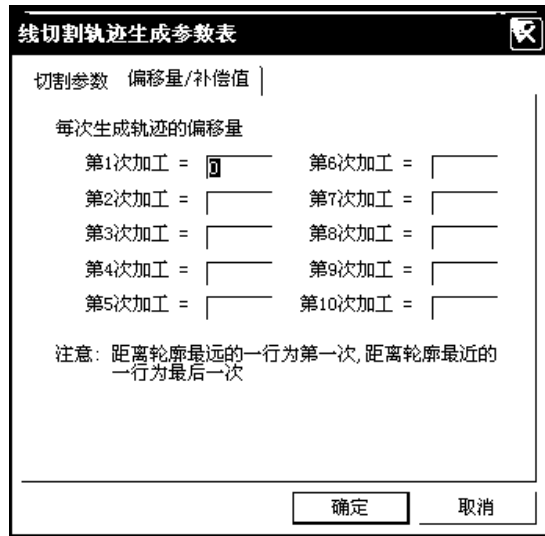 线切割轨迹生成参数表
切割参数 偏移量/补偿值
每次生成轨迹的偏移量
第1次加工 = 0 第6次加工 =
第2次加工 = 第7次加工 =
第3次加工 = 第8次加工 =
第4次加工 = 第9次加工 =
第5次加工 = 第10次加工 =
注意: 距离轮廓最远的一行为第一次,距离轮廓最近的
一行为最后一次
确定 取消